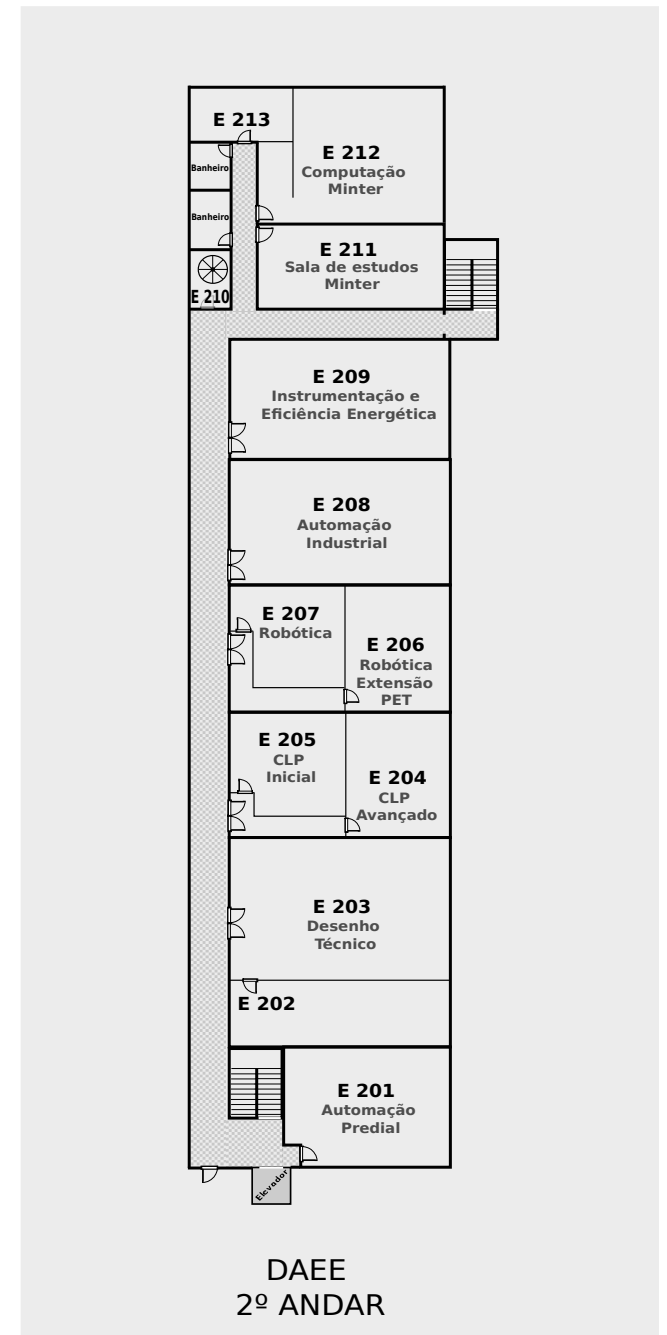 E 213
E 212
Computação
Minter
Banheiro
Banheiro
E 211
Sala de estudos
Minter
E 210
E 209
Instrumentação e
Eficiência Energética
E 208
Automação
Industrial
E 207
Robótica
E 206
Robótica
Extensão
PET
E 205
CLP
Inicial
E 204
CLP
Avançado
E 203
Desenho
Técnico
E 202
E 201
Automação
Predial
Elevador
DAEE
2º ANDAR